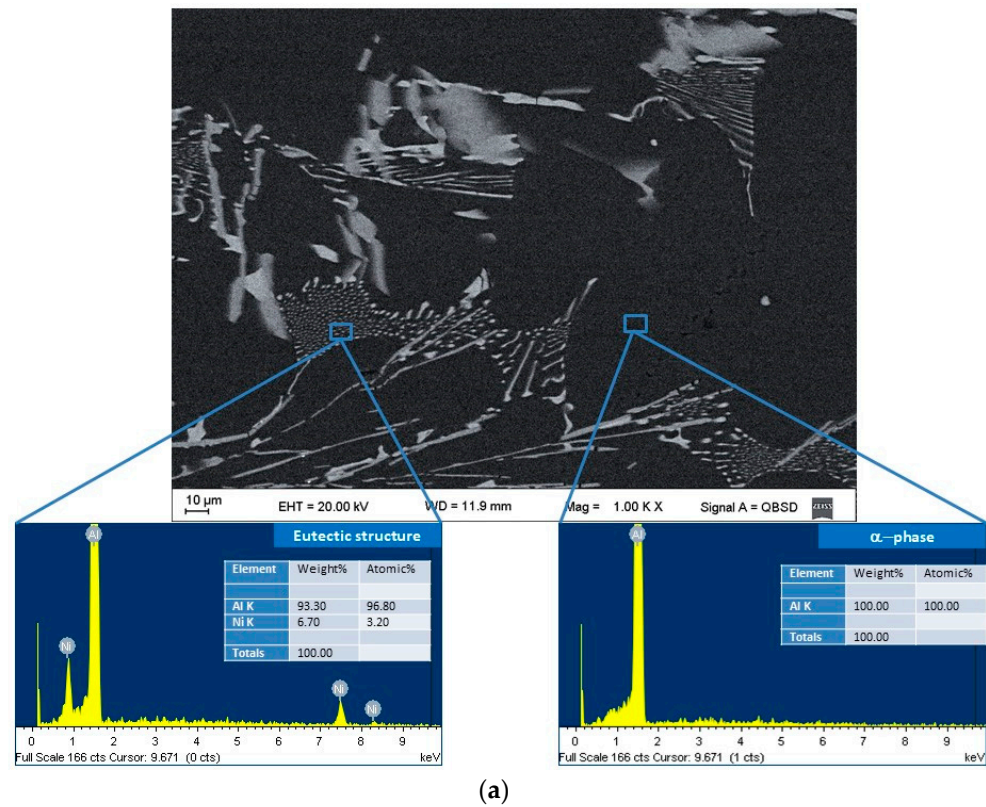 10 µm EHT = 20.00 kV WD = 11.9 mm Mag = 1.00 K X Signal A = QBSD ZEISS
Eutectic structure
Al
Element Weight% Atomic%
Al K 93.30 96.80
Ni K 6.70 3.20
Totals 100.00
Ni
Ni
Ni
0 1 2 3 4 5 6 7 8 9
Full Scale 166 cts Cursor: 9.671 (0 cts) keV
α−phase
Al
Element Weight% Atomic%
Al K 100.00 100.00
Totals 100.00
0 1 2 3 4 5 6 7 8 9
Full Scale 166 cts Cursor: 9.671 (1 cts) keV
(a)